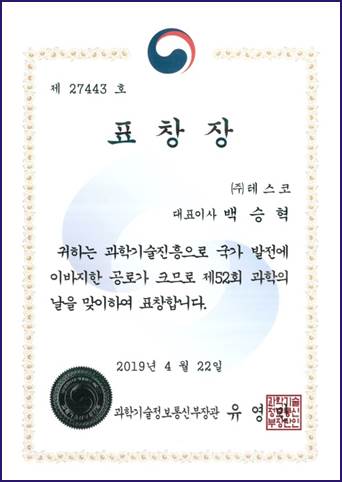 제 27443 호
표 창 장
㈜테스코
대표이사 백 승 혁
귀하는 과학기술진흥으로 국가 발전에
이바지한 공로가 크므로 제52회 과학의
날을 맞이하여 표창합니다.
2019년 4 월 22일
과학기술정보통신부장관 유 영 민
과학기술
정보통신
부장관인